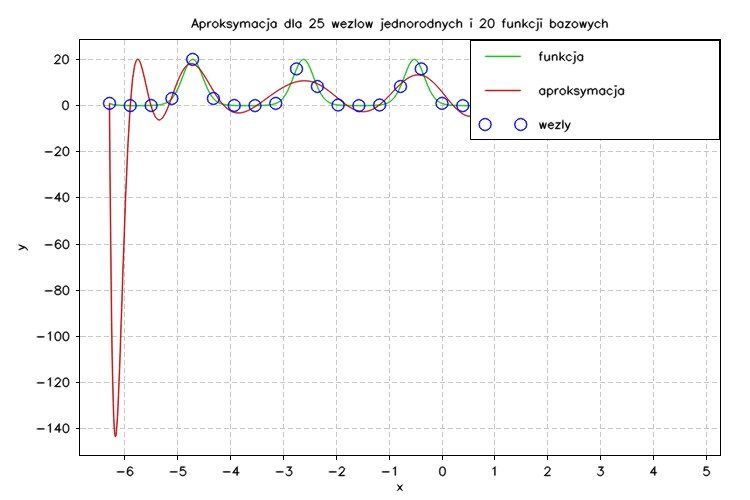 Aproksymacja dla 25 wezlow jednorodnych i 20 funkcji bazowych
funkcja
aproksymacja
wezly
20
0
−20
−40
−60
−80
−100
−120
−140
y
−6 −5 −4 −3 −2 −1 0 1 2 3 4 5
x